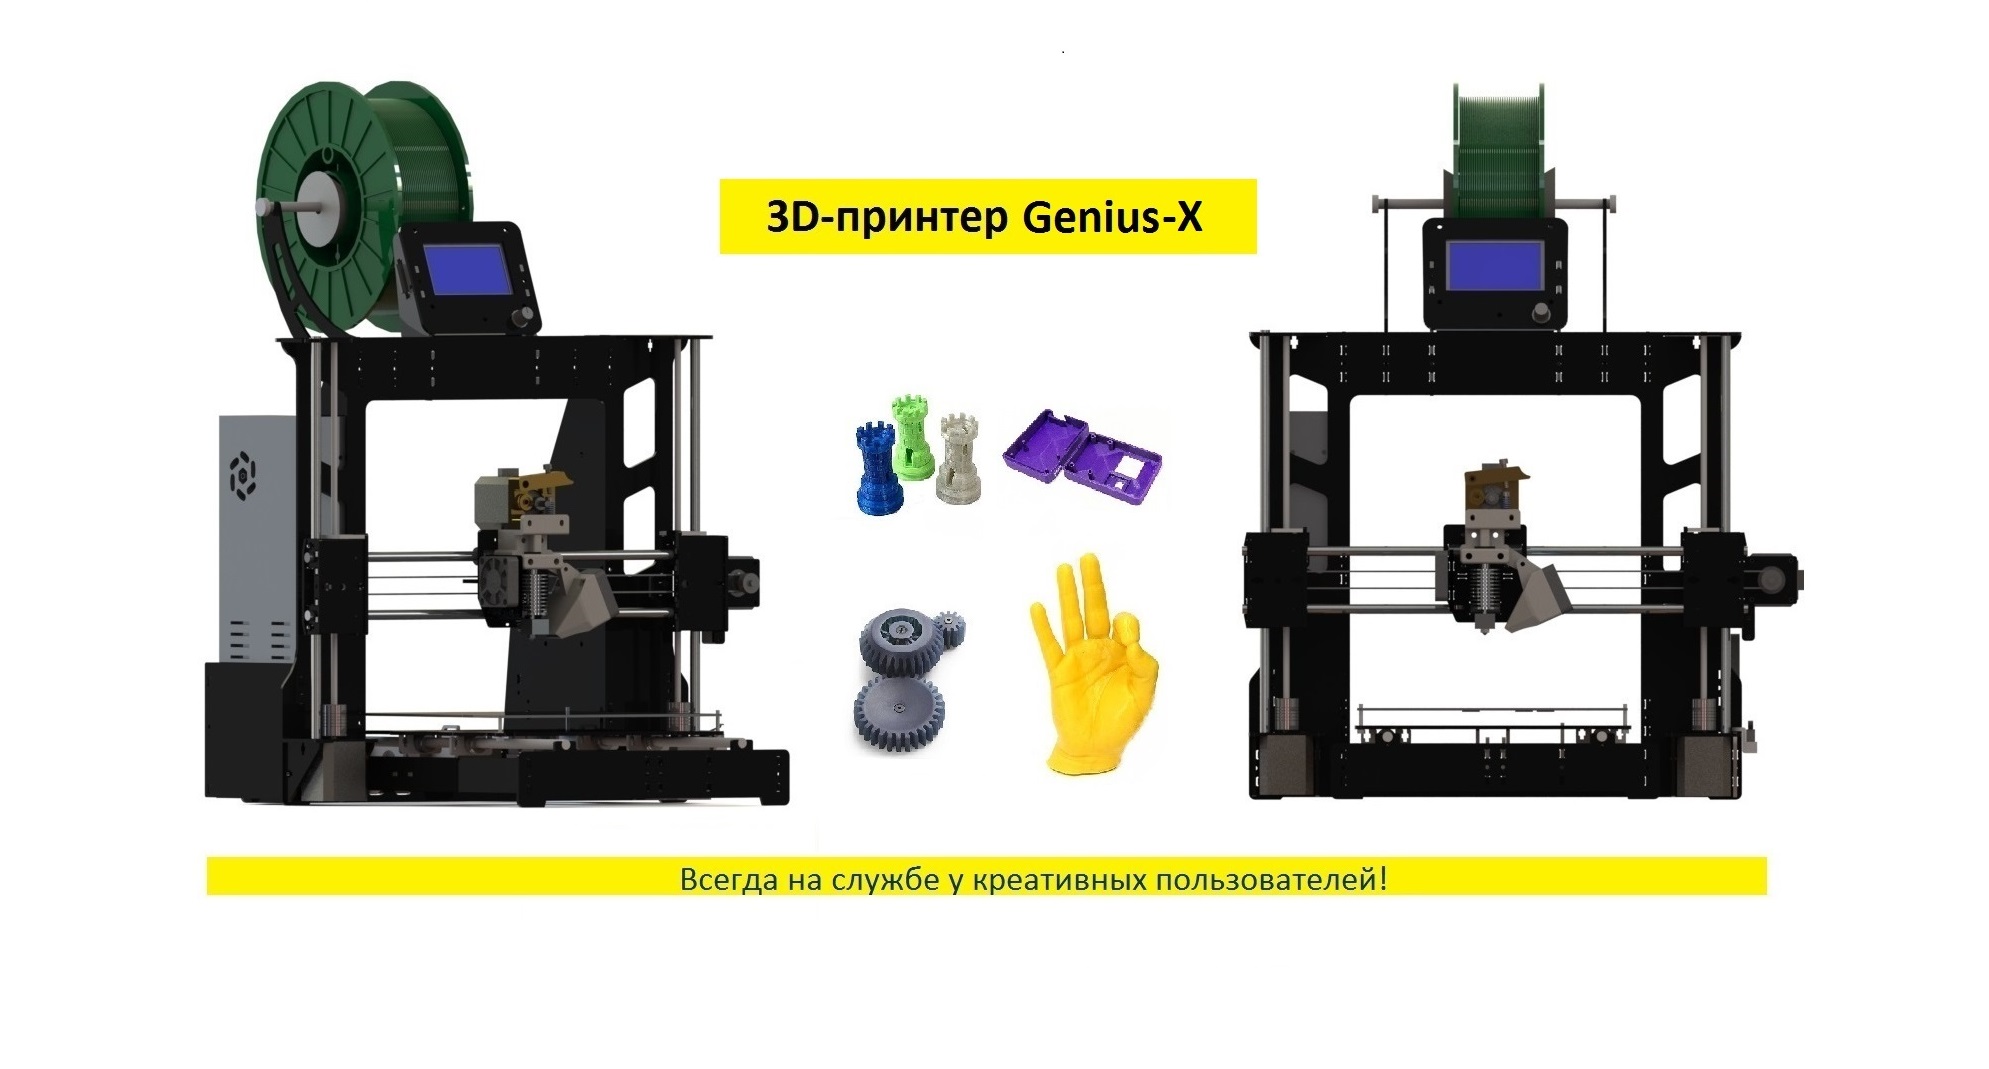 3D-принтер Genius-X
Всегда на службе у креативных пользователей!